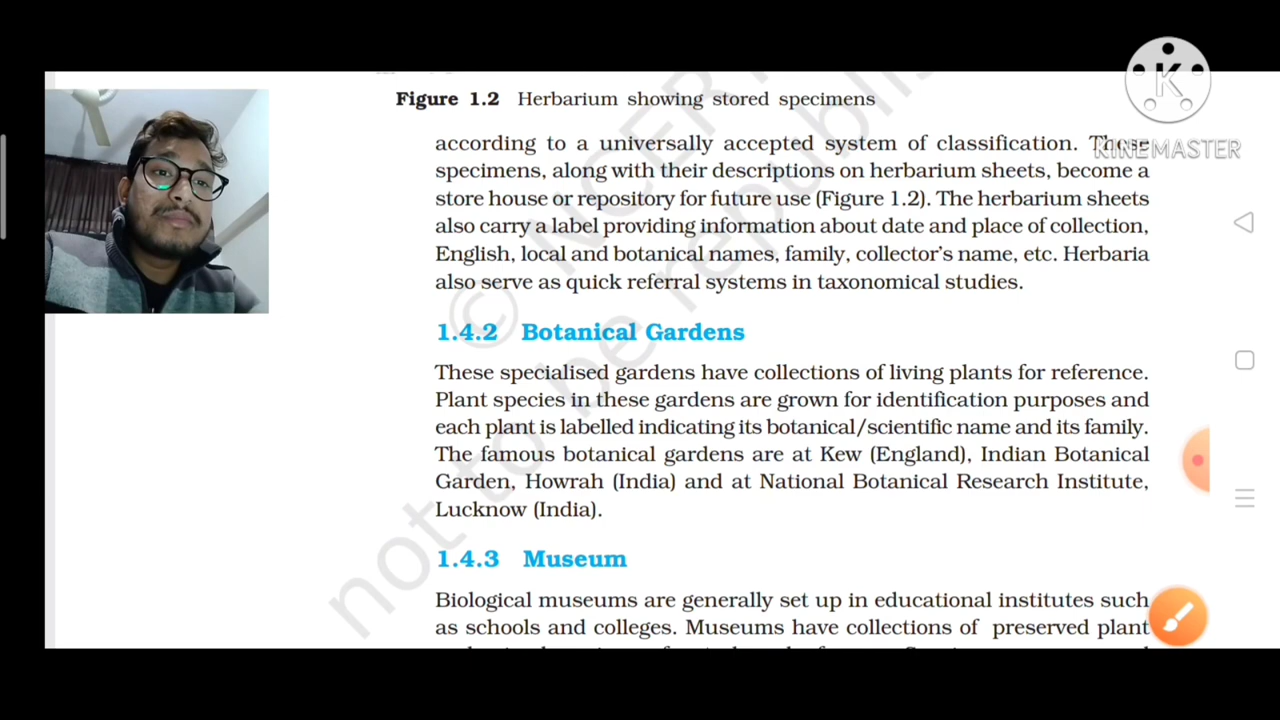 Figure 1.2 Herbarium showing stored specimens
according to a universally accepted system of classification. These
specimens, along with their descriptions on herbarium sheets, become a
store house or repository for future use (Figure 1.2). The herbarium sheets
also carry a label providing information about date and place of collection,
English, local and botanical names, family, collector's name, etc. Herbaria
also serve as quick referral systems in taxonomical studies.
1.4.2 Botanical Gardens
These specialised gardens have collections of living plants for reference.
Plant species in these gardens are grown for identification purposes and
each plant is labelled indicating its botanical/scientific name and its family.
The famous botanical gardens are at Kew (England), Indian Botanical
Garden, Howrah (India) and at National Botanical Research Institute,
Lucknow (India).
1.4.3 Museum
Biological museums are generally set up in educational institutes such
as schools and colleges. Museums have collections of preserved plant
K
KINEMASTER
© NCER
not to be republi